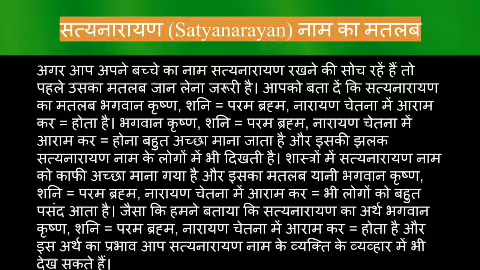 सत्यनारायण (Satyanarayan) नाम का मतलब
अगर आप अपने बच्चे का नाम सत्यनारायण रखने की सोच रहें हैं तो
पहले उसका मतलब जान लेना जरूरी है। आपको बता दें कि सत्यनारायण
का मतलब भगवान कृष्ण, शनि = परम ब्रह्म, नारायण चेतना में आराम
कर = होता है। भगवान कृष्ण, शनि = परम ब्रह्म, नारायण चेतना में
आराम कर = होना बहुत अच्छा माना जाता है और इसकी झलक
सत्यनारायण नाम के लोगों में भी दिखती है। शास्त्रों में सत्यनारायण नाम
को काफी अच्छा माना गया है और इसका मतलब यानी भगवान कृष्ण,
शनि = परम ब्रह्म, नारायण चेतना में आराम कर = भी लोगों को बहुत
पसंद आता है। जैसा कि हमने बताया कि सत्यनारायण का अर्थ भगवान
कृष्ण, शनि = परम ब्रह्म, नारायण चेतना में आराम कर = होता है और
इस अर्थ का प्रभाव आप सत्यनारायण नाम के व्यक्ति के व्यव्हार में भी
देख सकते हैं।